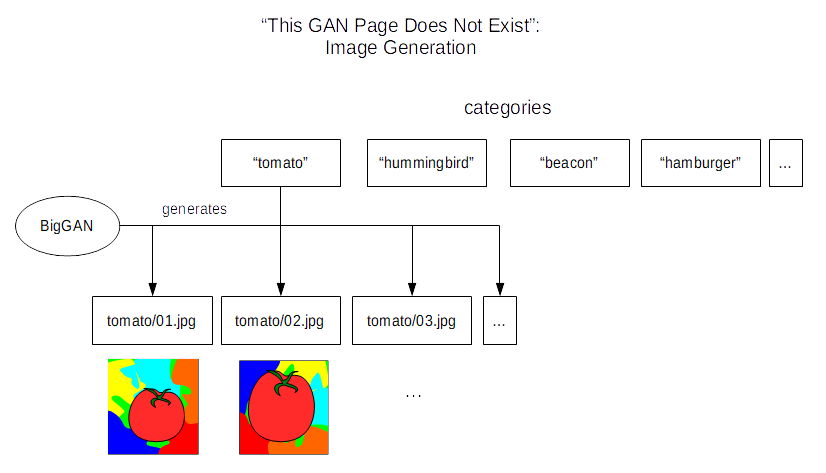 “This GAN Page Does Not Exist”:
Image Generation
categories
“tomato”
“hummingbird”
“beacon”
“hamburger”
...
BigGAN
generates
tomato/01.jpg
tomato/02.jpg
tomato/03.jpg
...
...